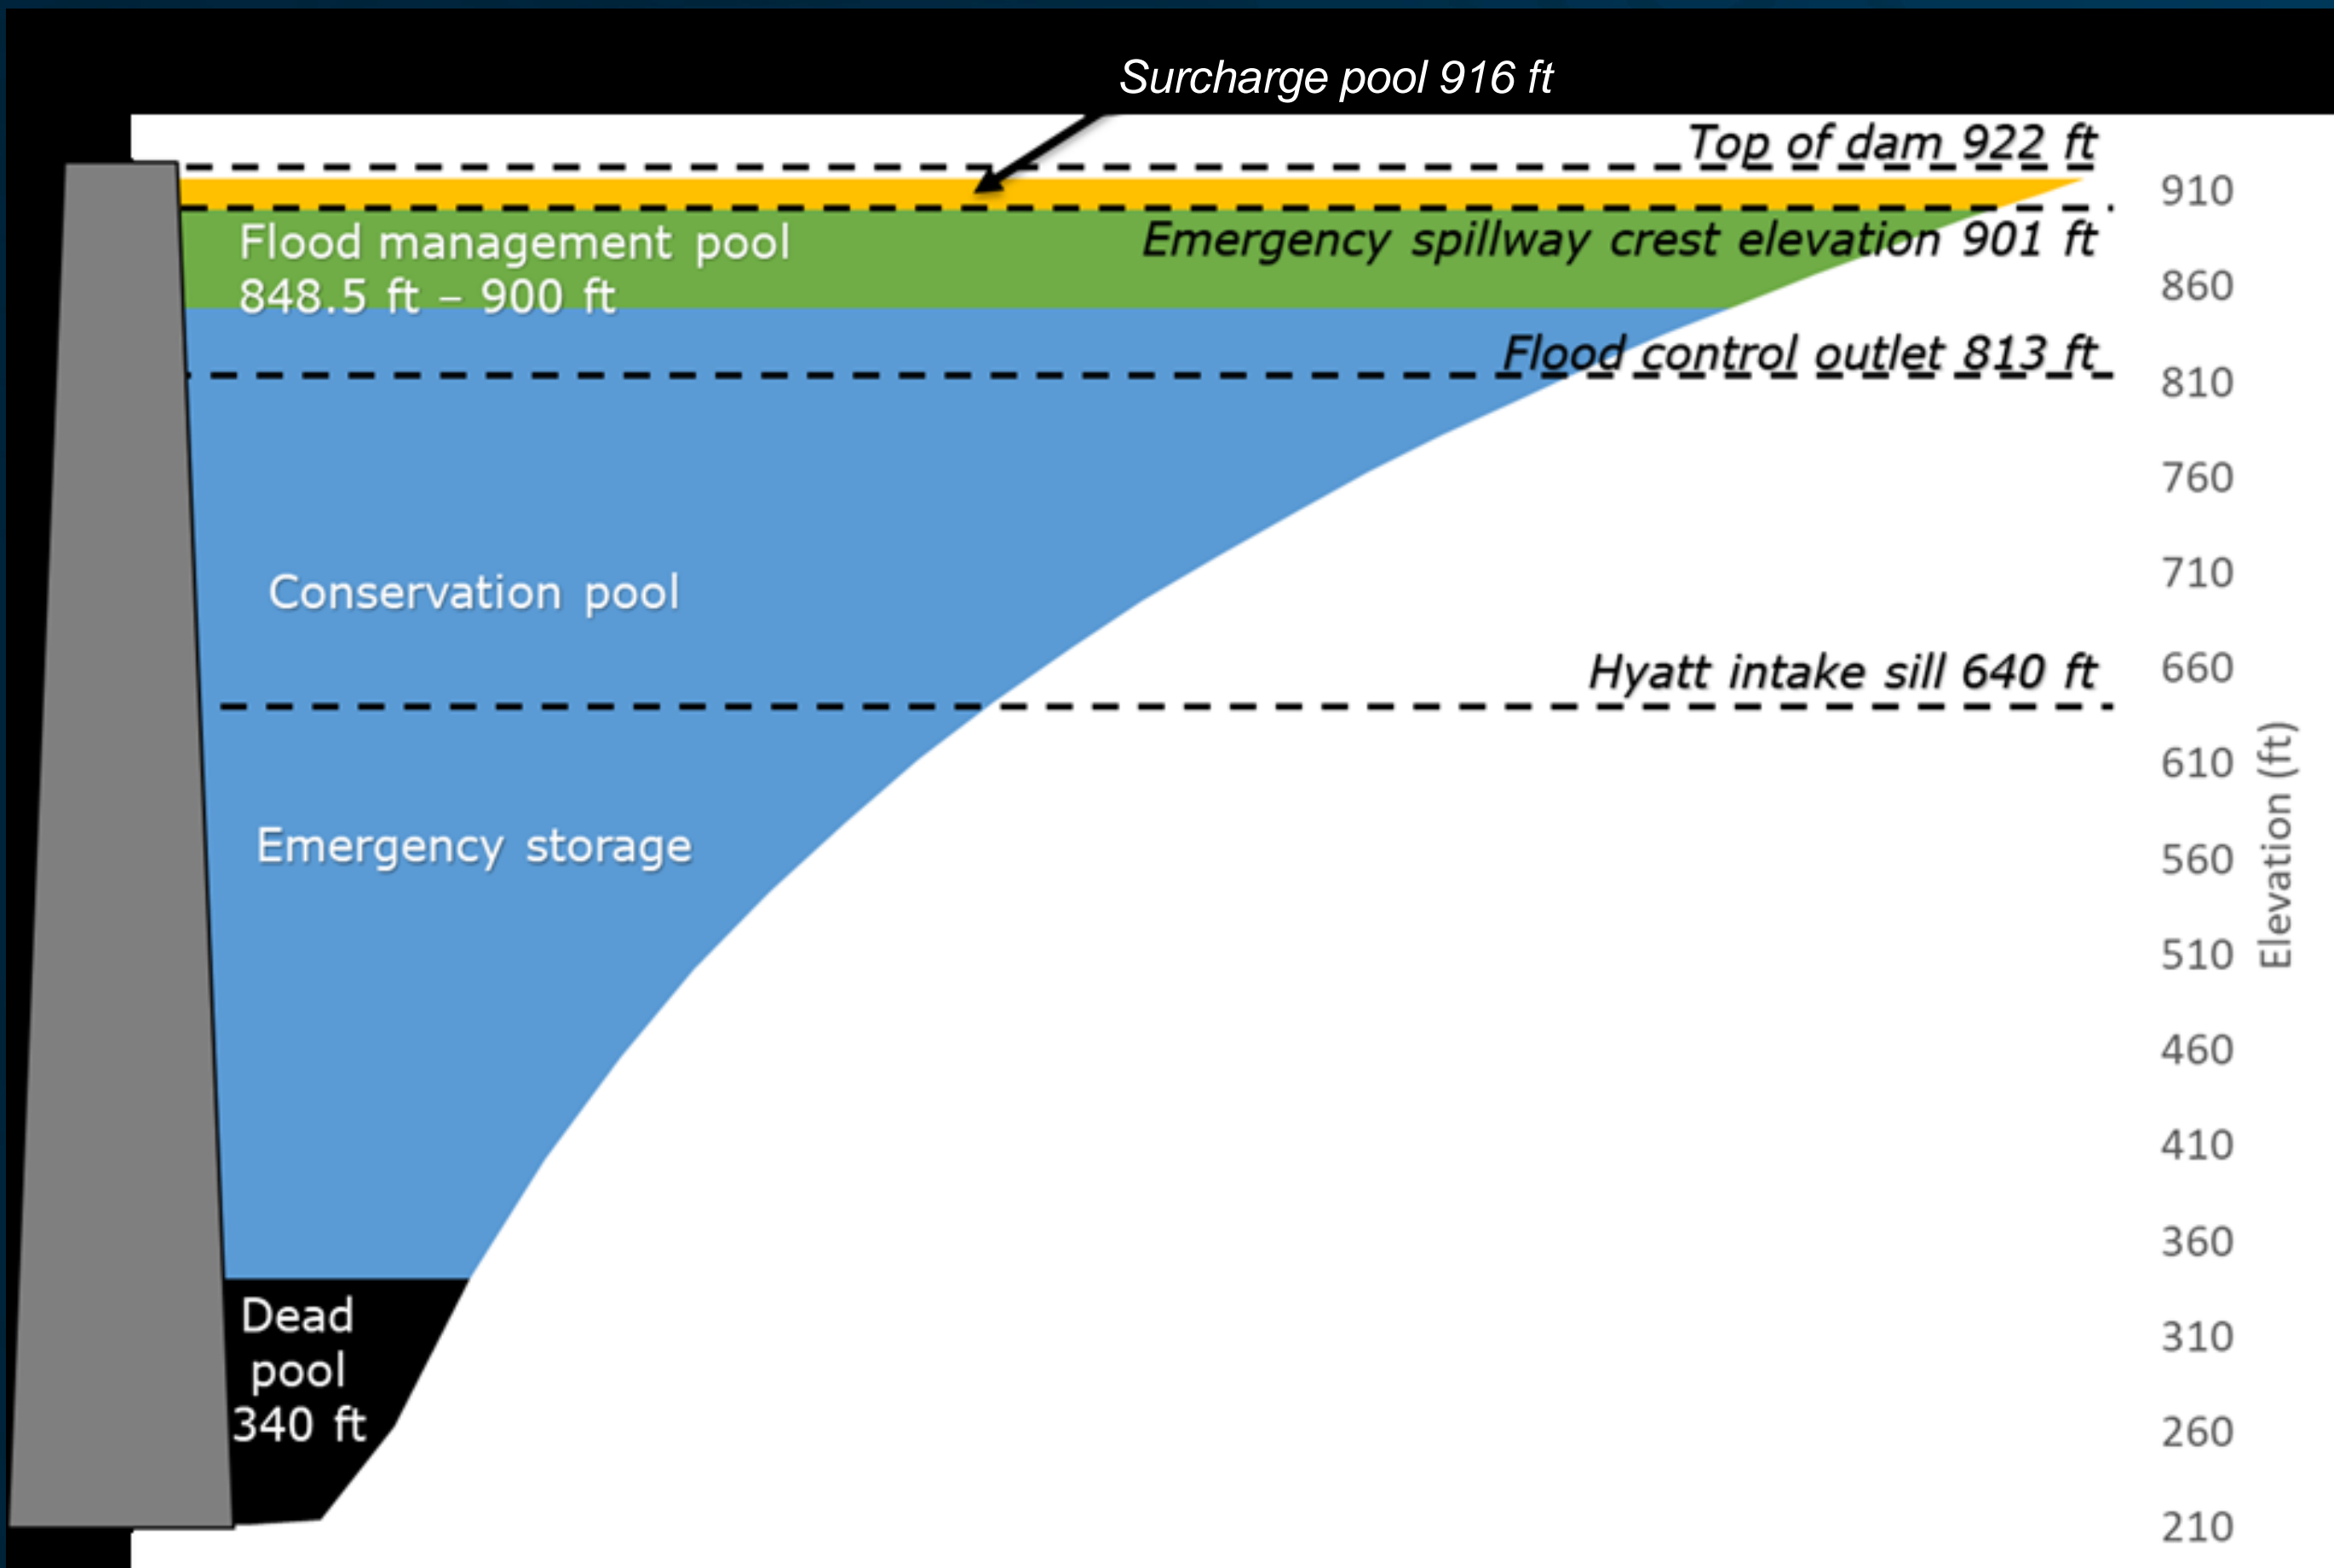 Surcharge pool 916 ft
Top of dam 922 ft
910
Flood management pool
848.5 ft – 900 ft
Emergency spillway crest elevation 901 ft
860
Flood control outlet 813 ft
810
760
Conservation pool
710
Hyatt intake sill 640 ft
660
610
Elevation (ft)
Emergency storage
560
510
460
410
360
Dead
pool
340 ft
310
260
210